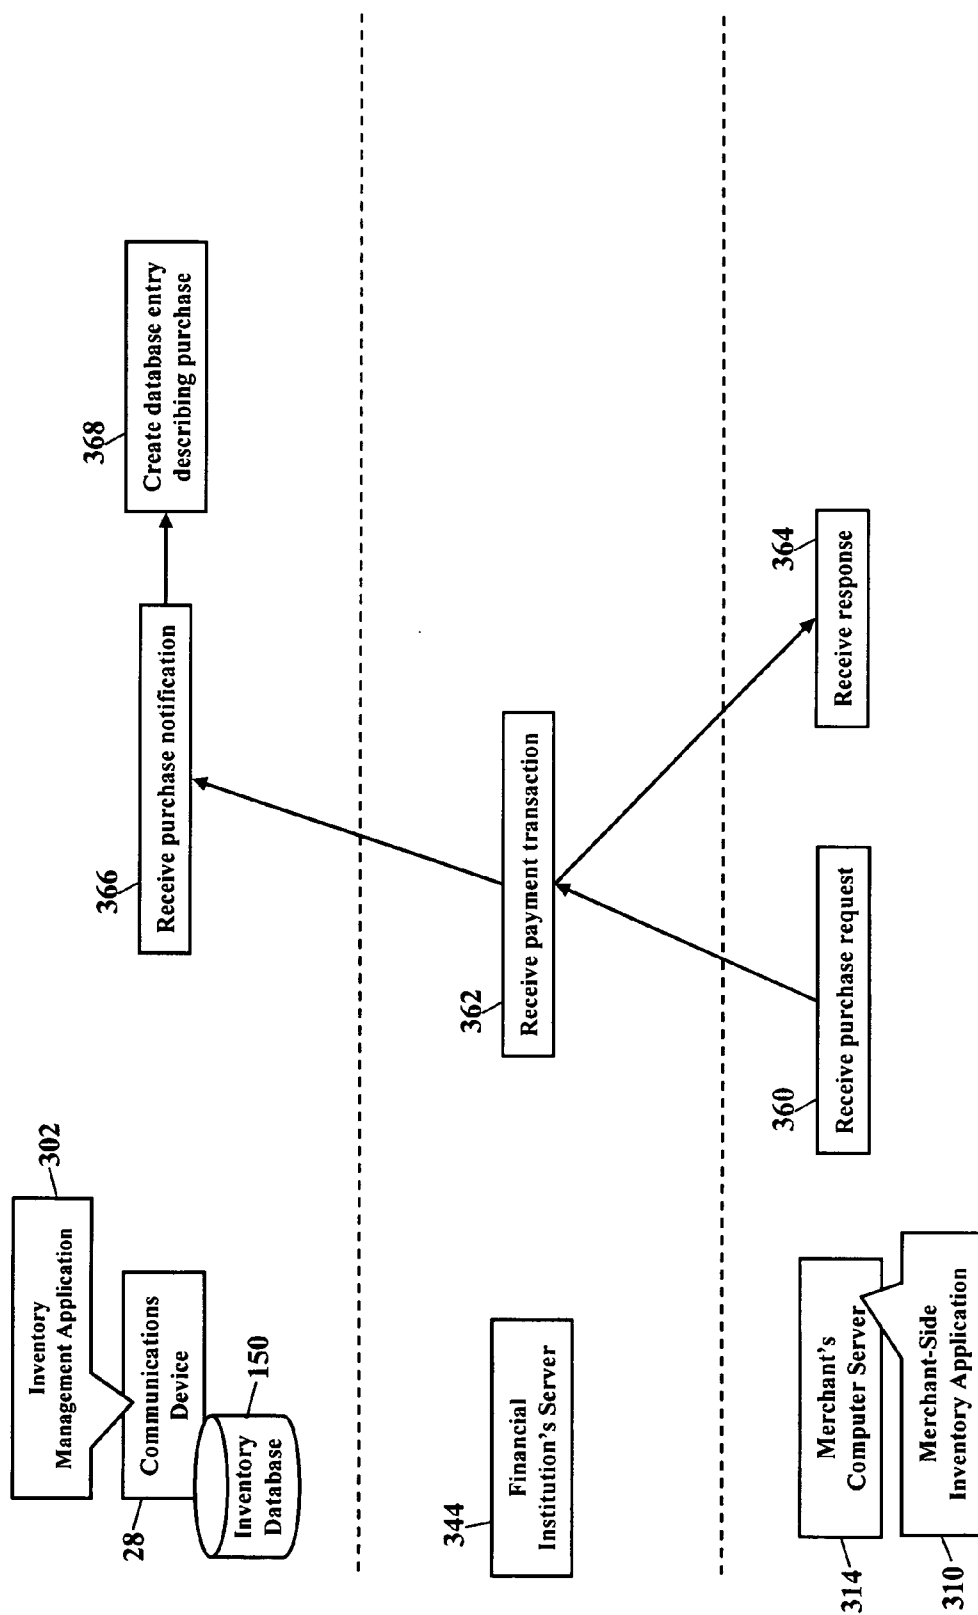 302
Inventory
Management Application
28
Communications
Device
150
Inventory
Database
366
Receive purchase notification
368
Create database entry
describing purchase
344
Financial
Institution's Server
362
Receive payment transaction
314
Merchant's
Computer Server
310
Merchant-Side
Inventory Application
360
Receive purchase request
364
Receive response